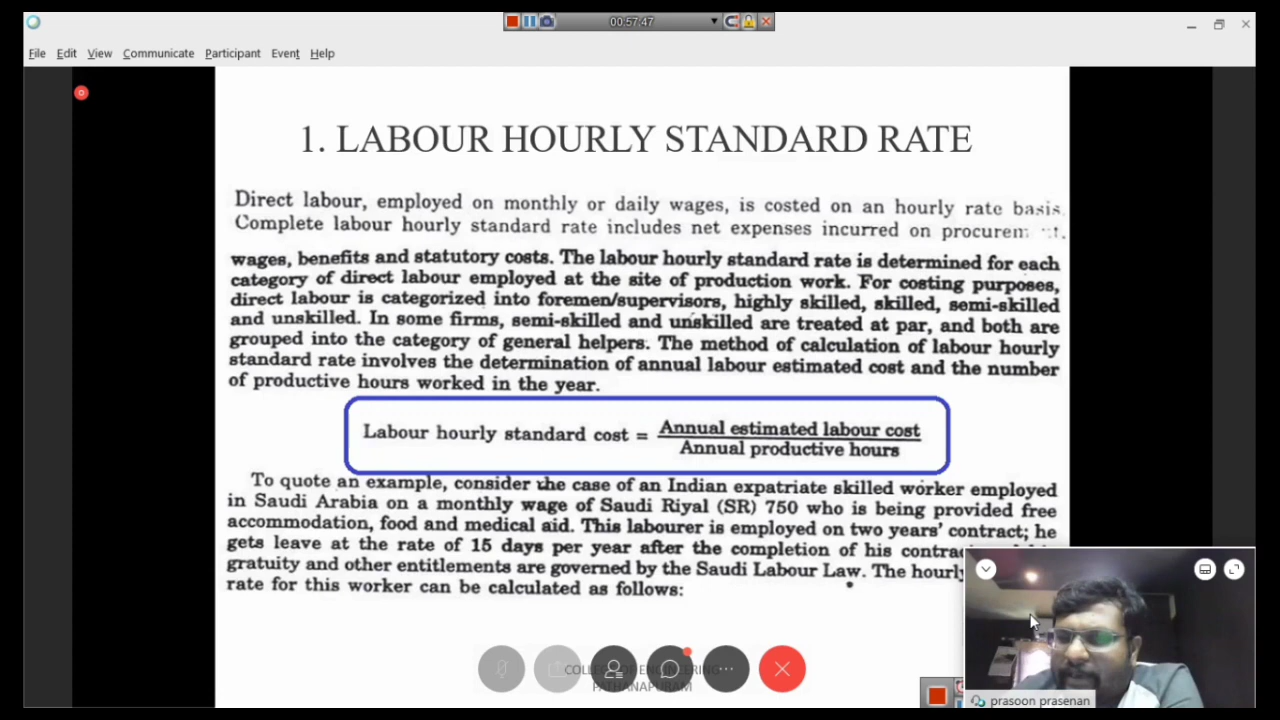 00:57:47
File Edit View Communicate Participant Event Help
1. LABOUR HOURLY STANDARD RATE
Direct labour, employed on monthly or daily wages, is costed on an hourly rate basis.
Complete labour hourly standard rate includes net expenses incurred on
wages, benefits and statutory costs. The labour hourly standard rate is determined for each
category of direct labour employed at the site of production work. For costing purposes,
direct labour is categorized into foremen/supervisors, highly skilled, skilled, semi-skilled
and unskilled. In some firms, semi-skilled and unskilled are treated at par, and both are
grouped into the category of general helpers. The method of calculation of labour hourly
standard rate involves the determination of annual labour estimated cost and the number
of productive hours worked in the year.
Labour hourly standard cost = Annual estimated labour cost
Annual productive hours
To quote an example, consider the case of an Indian expatriate skilled worker employed
in Saudi Arabia on a monthly wage of Saudi Riyal (SR) 750 who is being provided free
accommodation, food and medical aid. This labourer is employed on two years' contract; he
gets leave at the rate of 15 days per year after the completion of his
gratuity and other entitlements are governed by the Saudi Labour Law. The hourly
rate for this worker can be calculated as follows:
COLLEGE OF ENGINEERING
PATHANAPURAM
prasoon prasenan